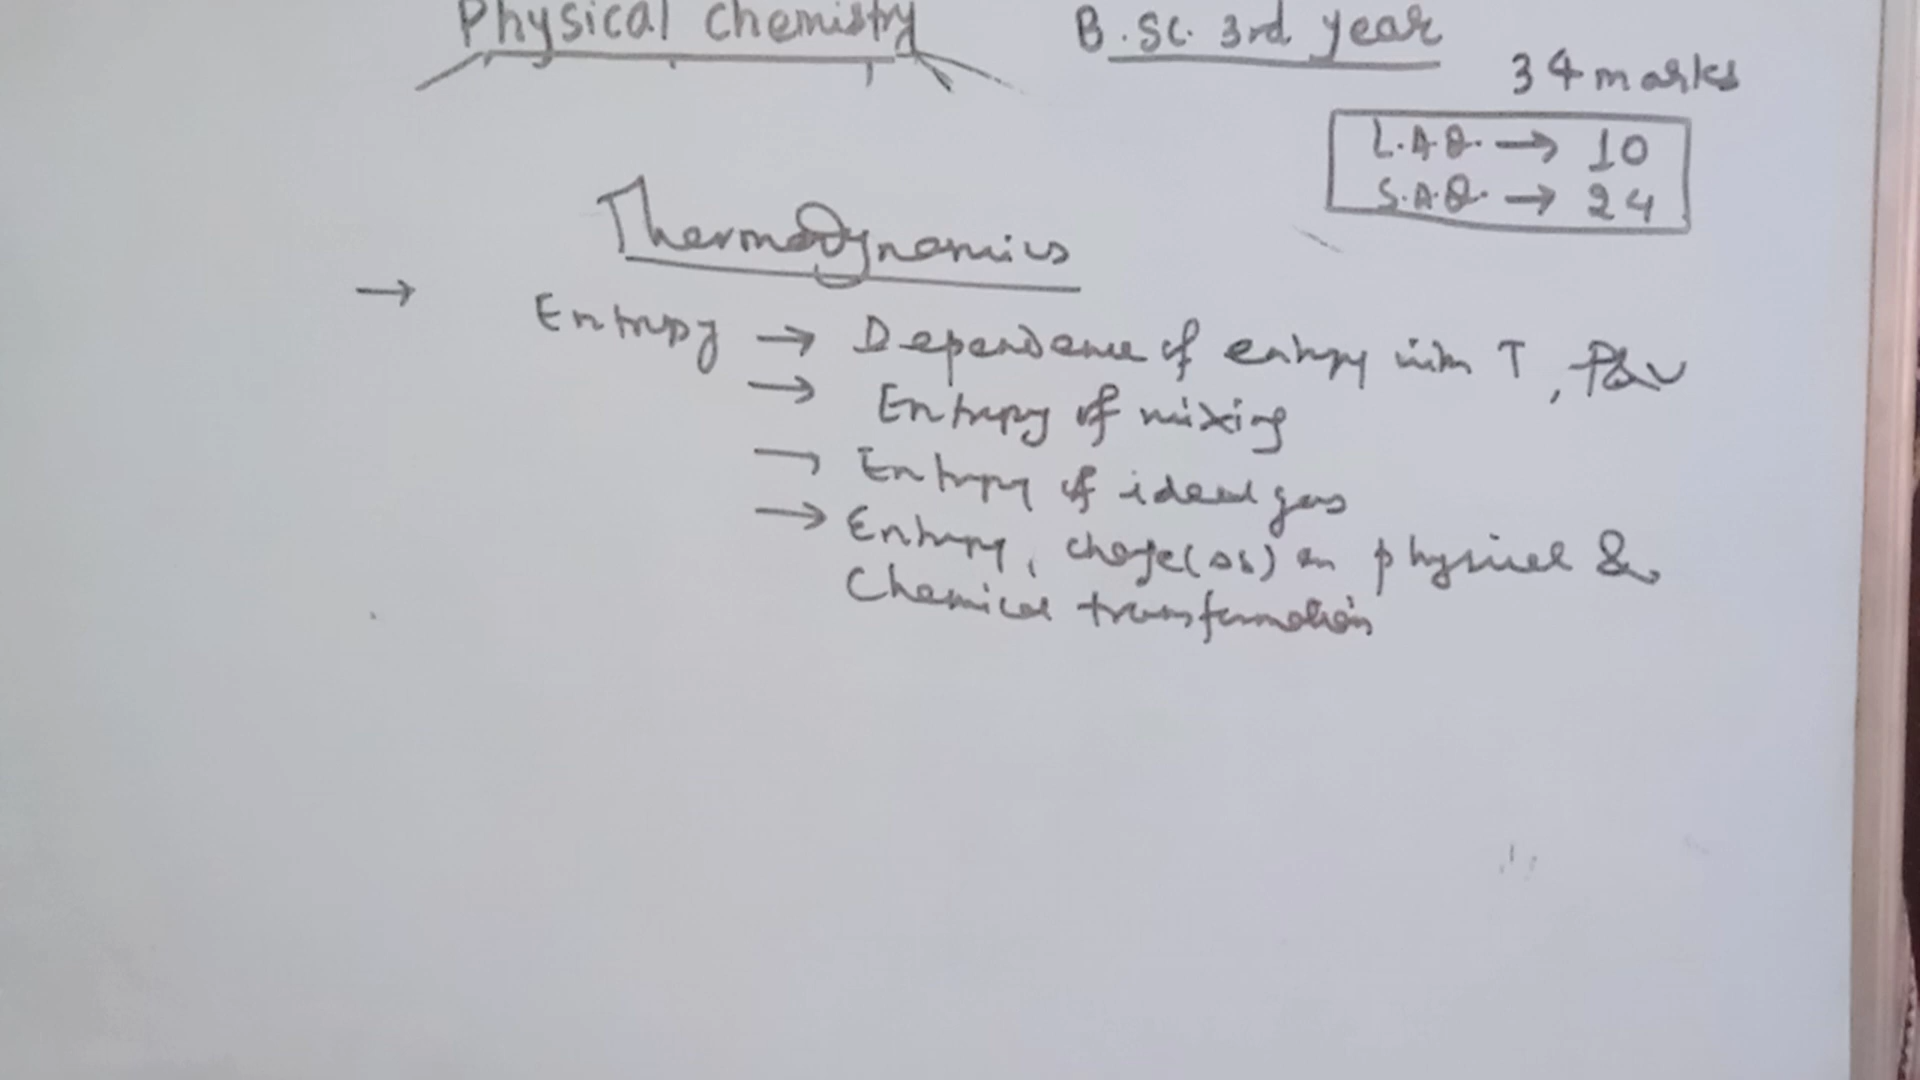 Physical Chemistry B.Sc. 3rd year
34 marks
L.A.Q. → 10
S.A.Q. → 24
Thermodynamics
→ Entropy → Dependence of entropy with T, P & V
→ Entropy of mixing
→ Entropy of ideal gas
→ Entropy change (Δs) on physical &
Chemical transformation